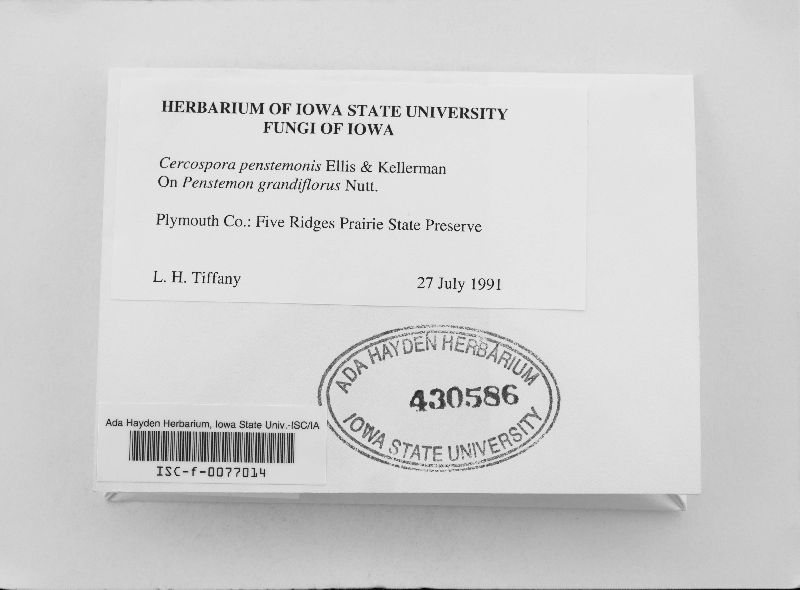 HERBARIUM OF IOWA STATE UNIVERSITY
FUNGI OF IOWA
Cercospora penstemonis Ellis & Kellerman
On Penstemon grandiflorus Nutt.
Plymouth Co.: Five Ridges Prairie State Preserve
L. H. Tiffany 27 July 1991
ADA HAYDEN HERBARIUM
430586
IOWA STATE UNIVERSITY
Ada Hayden Herbarium, Iowa State Univ.-ISC/IA
ISC-f-0077014